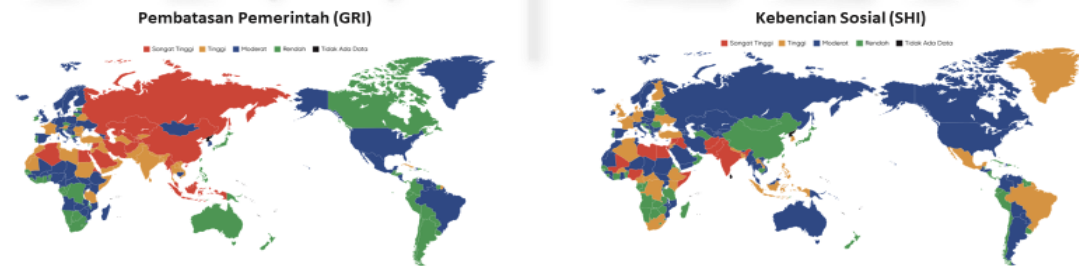 Pembatasan Pemerintah (GRI)
Sangat Tinggi Tinggi Moderat Rendah Tidak Ada Data
Kebencian Sosial (SHI)
Sangat Tinggi Tinggi Moderat Rendah Tidak Ada Data